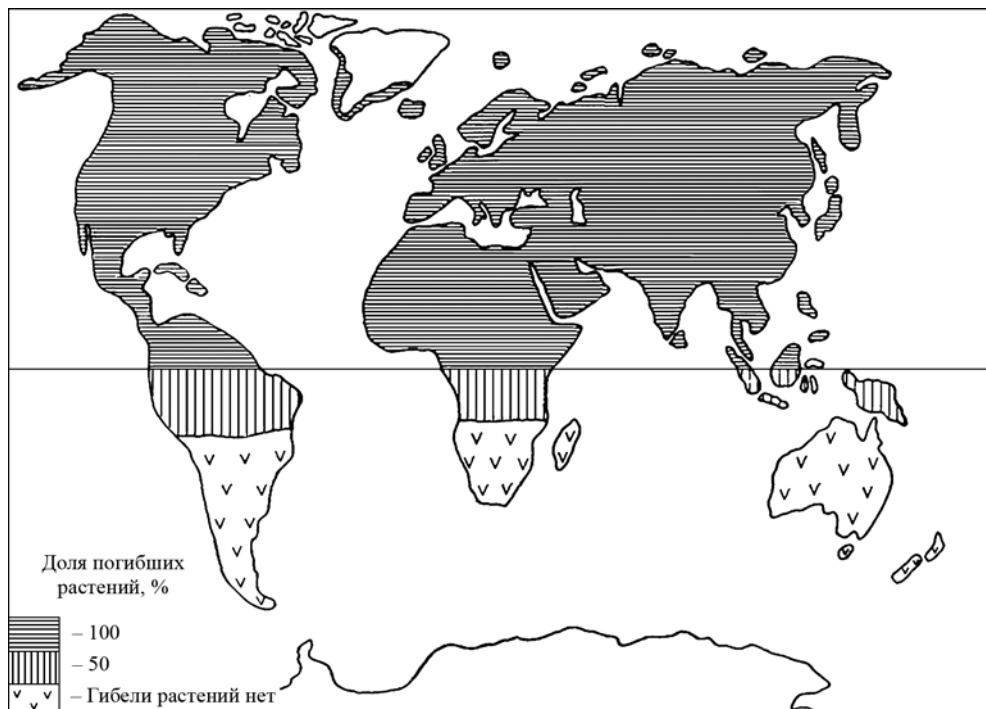 Доля погибших
растений, %
– 100
– 50
– Гибели растений нет